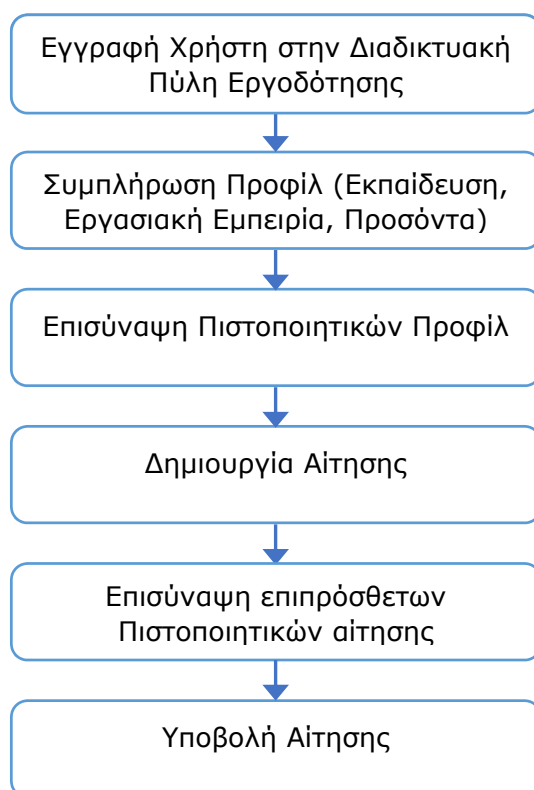 Εγγραφή Χρήστη στην Διαδικτυακή
Πύλη Εργοδότησης
Συμπλήρωση Προφίλ (Εκπαίδευση,
Εργασιακή Εμπειρία, Προσόντα)
Επισύναψη Πιστοποιητικών Προφίλ
Δημιουργία Αίτησης
Επισύναψη επιπρόσθετων
Πιστοποιητικών αίτησης
Υποβολή Αίτησης